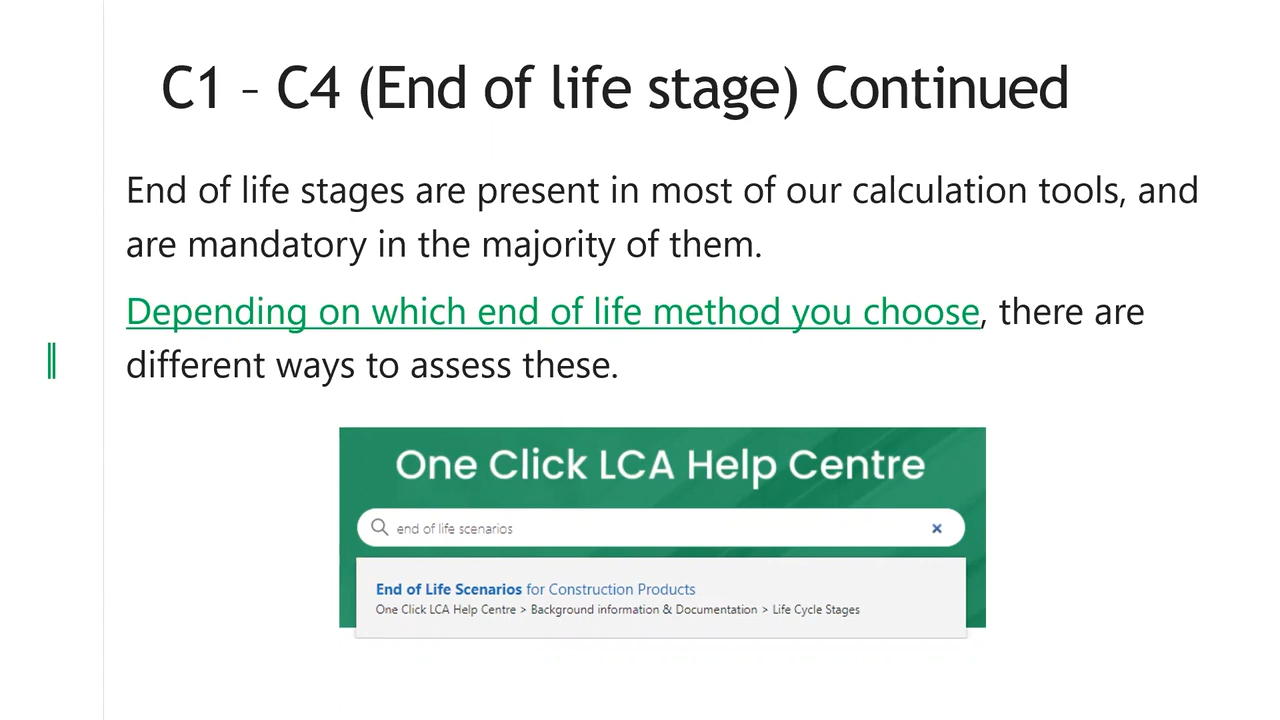 C1 – C4 (End of life stage) Continued
End of life stages are present in most of our calculation tools, and
are mandatory in the majority of them.
Depending on which end of life method you choose, there are
different ways to assess these.
One Click LCA Help Centre
end of life scenarios
End of Life Scenarios for Construction Products
One Click LCA Help Centre > Background information & Documentation > Life Cycle Stages